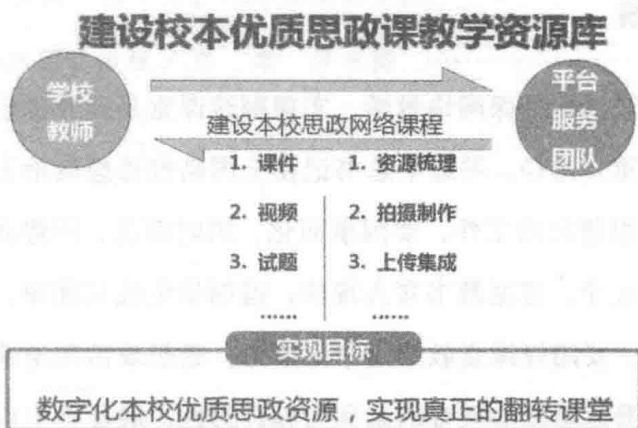 建设校本优质思政课教学资源库
学校
教师
平台
服务
团队
建设本校思政网络课程
1. 课件
1. 资源梳理
2. 视频
2. 拍摄制作
3. 试题
3. 上传集成
……
……
实现目标
数字化本校优质思政资源，实现真正的翻转课堂